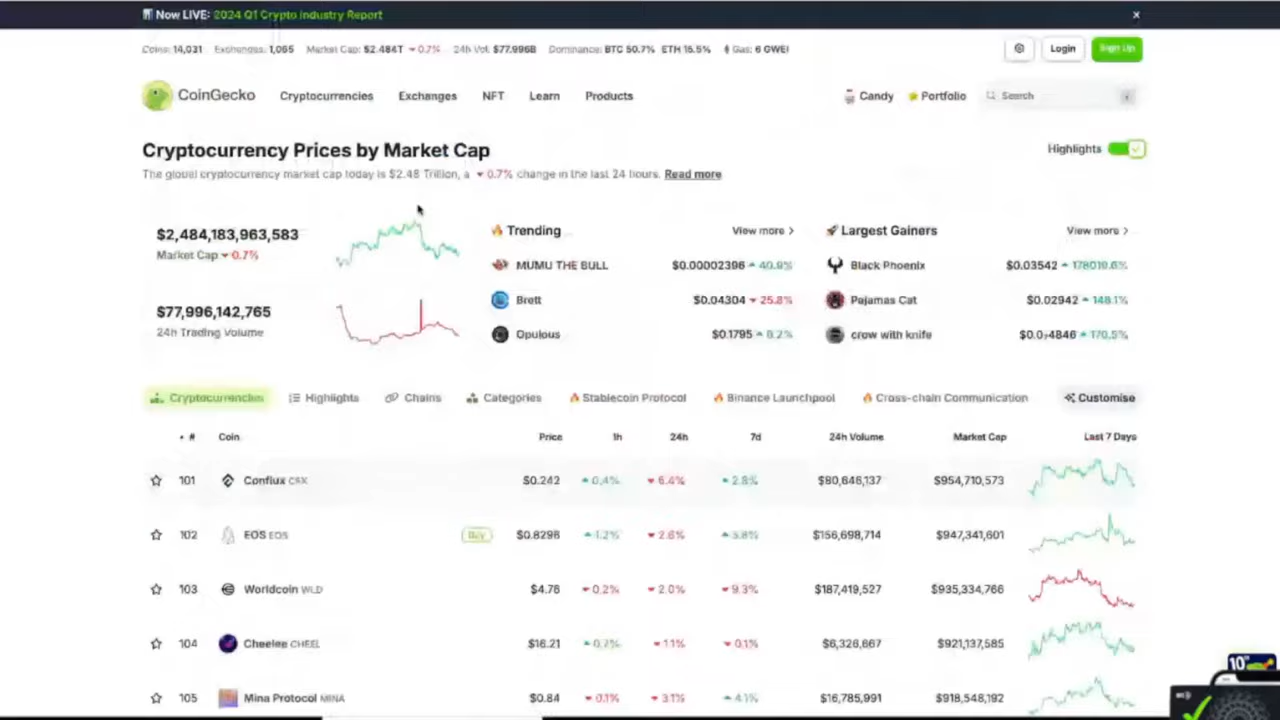 Now LIVE: 2024 Q1 Crypto Industry Report ×
Coins: 14,031 Exchanges: 1,065 Market Cap: $2.484T 0.7% 24h Vol: $77.996B Dominance: BTC 50.7% ETH 15.5% Gas: 6 GWEI Login Sign Up
CoinGecko Cryptocurrencies Exchanges NFT Learn Products Candy Portfolio Search
Cryptocurrency Prices by Market Cap Highlights
The global cryptocurrency market cap today is $2.48 Trillion, a 0.7% change in the last 24 hours. Read more
$2,484,183,963,583
Market Cap 0.7%
$77,996,142,765
24h Trading Volume
Trending View more >
MUMU THE BULL $0.00002396 40.9%
Brett $0.04304 25.8%
Opulous $0.1795 6.2%
Largest Gainers View more >
Black Phoenix $0.03542 178019.6%
Pajamas Cat $0.02942 148.1%
crow with knife $0.0₇4846 170.5%
Cryptocurrencies Highlights Chains Categories Stablecoin Protocol Binance Launchpool Cross-chain Communication Customise
# Coin Price 1h 24h 7d 24h Volume Market Cap Last 7 Days
101 Conflux CFX $0.242 0.4% 6.4% 2.8% $80,646,137 $954,710,573
102 EOS EOS Buy $0.8296 1.2% 2.6% 5.8% $156,698,714 $947,341,601
103 Worldcoin WLD $4.76 0.2% 2.0% 9.3% $187,419,527 $935,334,766
104 Cheelee CHEEL $16.21 0.7% 1.1% 0.1% $6,326,667 $921,137,585
105 Mina Protocol MINA $0.84 0.1% 3.1% 4.1% $16,785,991 $918,548,192
10